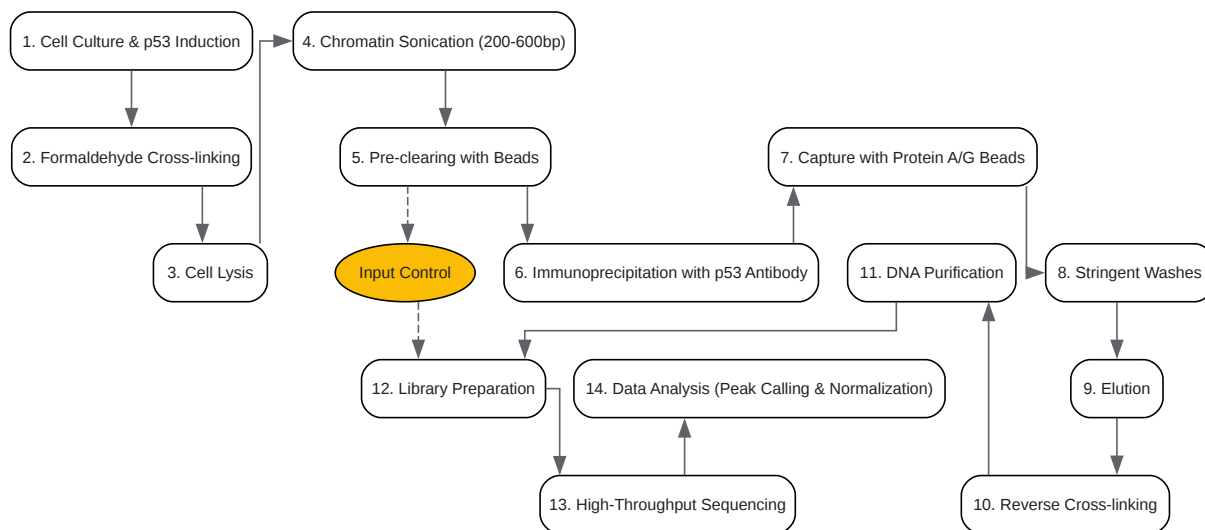 1. Cell Culture & p53 Induction
2. Formaldehyde Cross-linking
3. Cell Lysis
4. Chromatin Sonication (200-600bp)
5. Pre-clearing with Beads
Input Control
6. Immunoprecipitation with p53 Antibody
7. Capture with Protein A/G Beads
8. Stringent Washes
9. Elution
10. Reverse Cross-linking
11. DNA Purification
12. Library Preparation
13. High-Throughput Sequencing
14. Data Analysis (Peak Calling & Normalization)